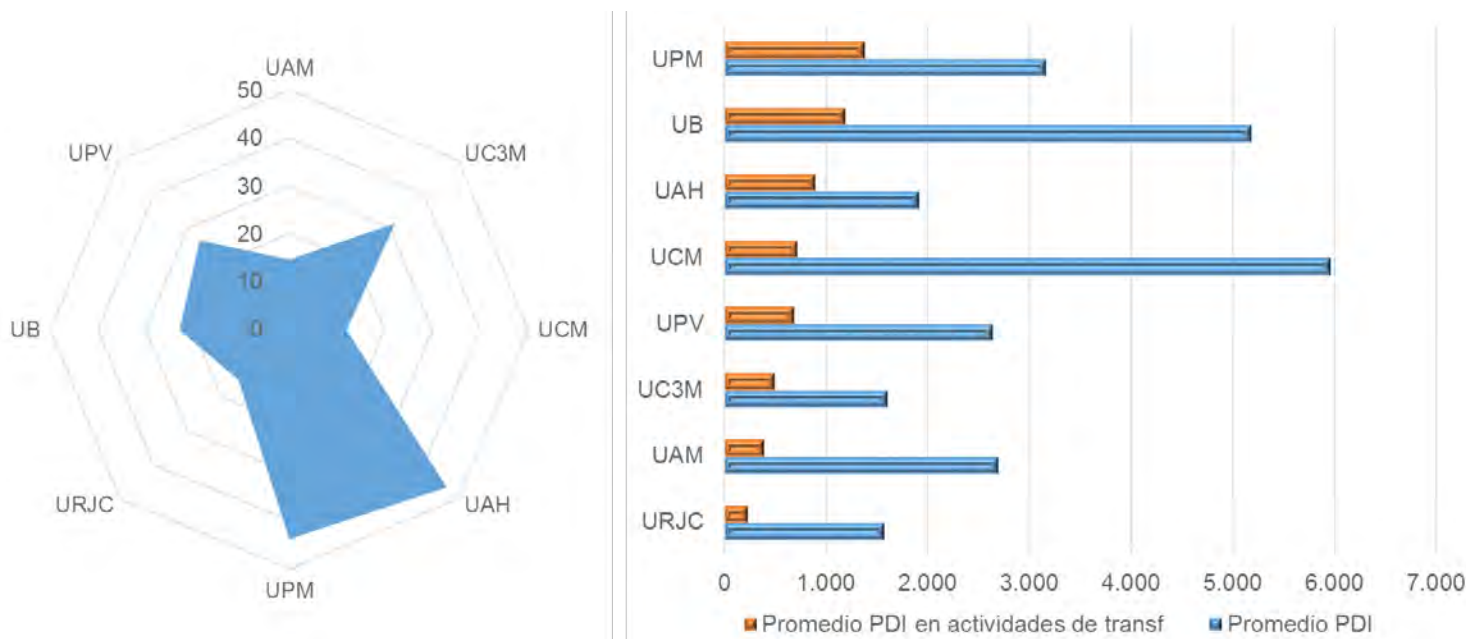 UAM
50
40
30
20
10
0
UPV
UC3M
UB
UCM
URJC
UAH
UPM
UPM
UB
UAH
UCM
UPV
UC3M
UAM
URJC
0 1.000 2.000 3.000 4.000 5.000 6.000 7.000
Promedio PDI en actividades de transf Promedio PDI